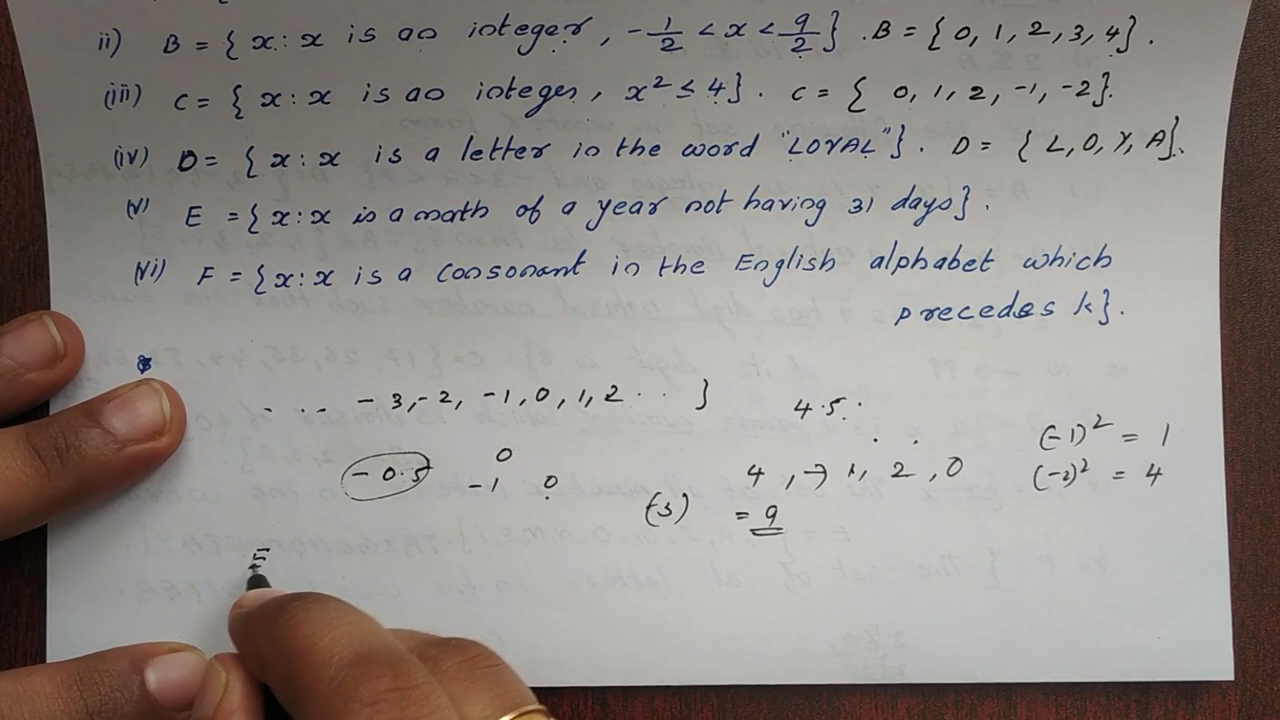 ii) B = { x : x is an integer, -1/2 < x < 9/2 } . B = { 0, 1, 2, 3, 4 } .
(iii) C = { x : x is an integer, x² ≤ 4 } . C = { 0, 1, 2, -1, -2 }.
(iv) D = { x : x is a letter in the word "LOYAL" } . D = { L, O, Y, A }.
(v) E = { x : x is a month of a year not having 31 days } .
(vi) F = { x : x is a consonant in the English alphabet which
precedes k } .
. .. -3, -2, -1, 0, 1, 2 . . }
4.5.
(-1)² = 1
-0.5
0
-1 0
4 , 1, 2, 0
(-2)² = 4
(3) = 9
E